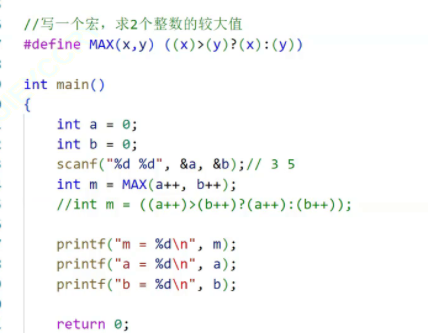 //写一个宏，求2个整数的较大值
#define MAX(x,y) ((x)>(y)?(x):(y))
int main()
{
int a = 0;
int b = 0;
scanf("%d %d", &a, &b);// 3 5
int m = MAX(a++, b++);
//int m = ((a++)>(b++)?(a++):(b++));
printf("m = %d\n", m);
printf("a = %d\n", a);
printf("b = %d\n", b);
return 0;